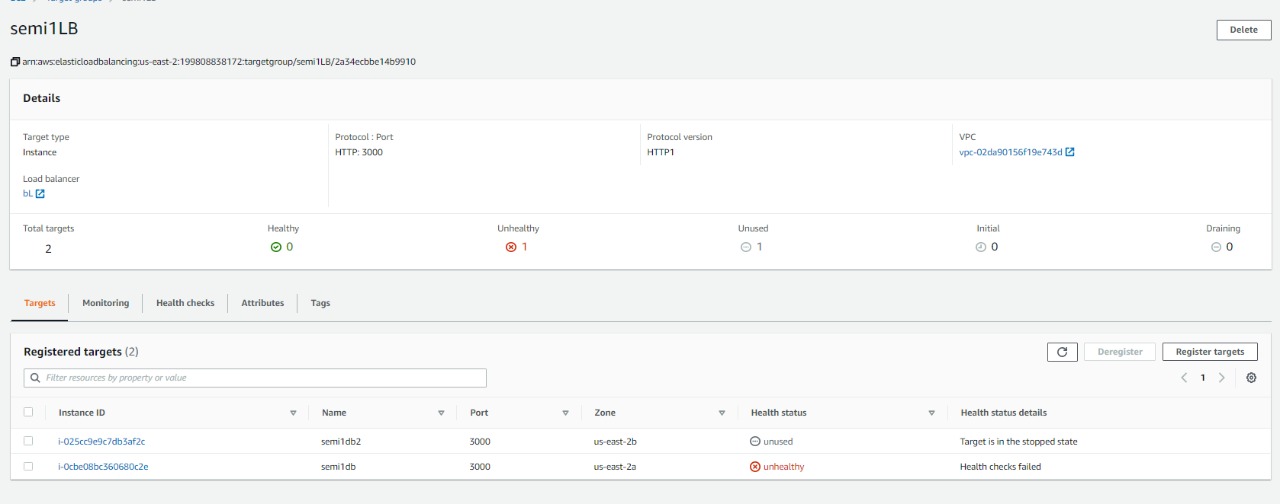 Target groups
semi1LB
semi1LB
Delete
arn:aws:elasticloadbalancing:us-east-2:199808838172:targetgroup/semi1LB/2a34ecbbe14b9910
Details
Target type
Instance
Protocol : Port
HTTP: 3000
Protocol version
HTTP1
VPC
vpc-02da90156f19e743d
Load balancer
bL
Total targets
2
Healthy
0
Unhealthy
1
Unused
1
Initial
0
Draining
0
Targets Monitoring Health checks Attributes Tags
Registered targets (2)
Deregister Register targets
Filter resources by property or value
1
Instance ID Name Port Zone Health status Health status details
i-025cc9e9c7db3af2c semi1db2 3000 us-east-2b unused Target is in the stopped state
i-0cbe08bc360680c2e semi1db 3000 us-east-2a unhealthy Health checks failed